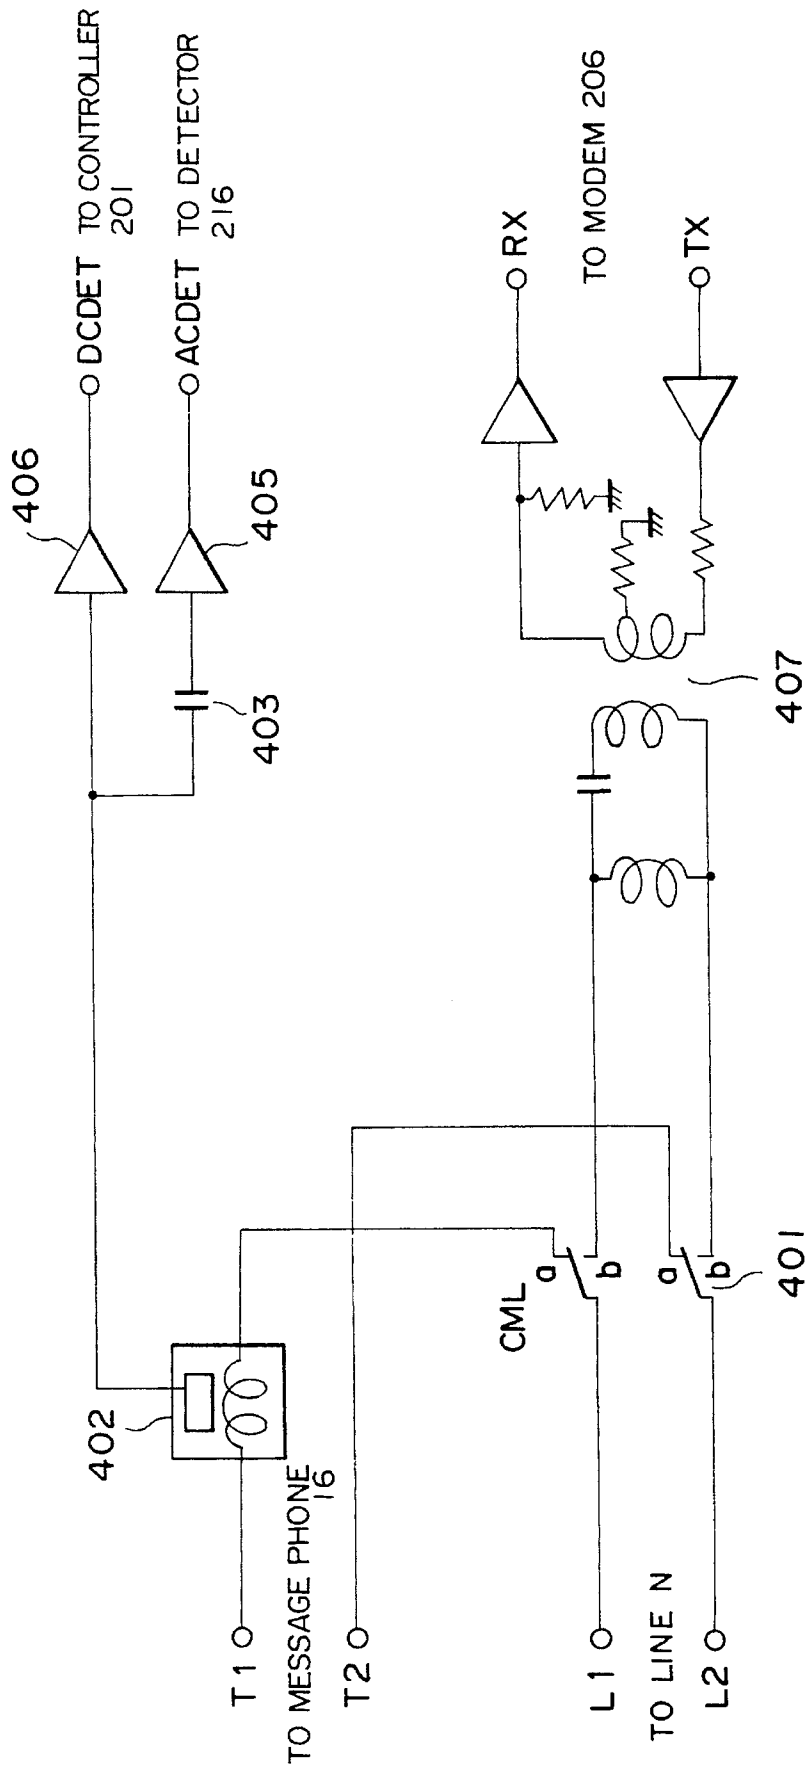 DCDET TO CONTROLLER
201
ACDET TO DETECTOR
216
406
405
403
402
T1
TO MESSAGE PHONE
16
T2
RX
TO MODEM 206
TX
407
CML
a
b
a
b
401
L1
TO LINE N
L2